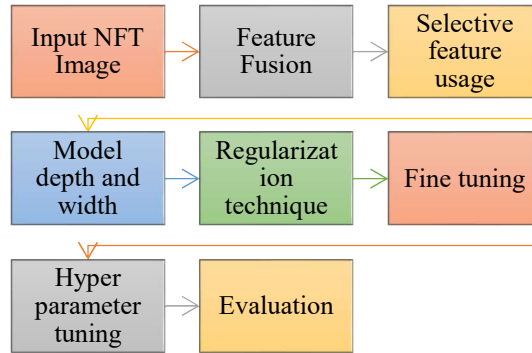 Input NFT
Image
Feature
Fusion
Selective
feature
usage
Model
depth and
width
Regularizat
ion
technique
Fine tuning
Hyper
parameter
tuning
Evaluation